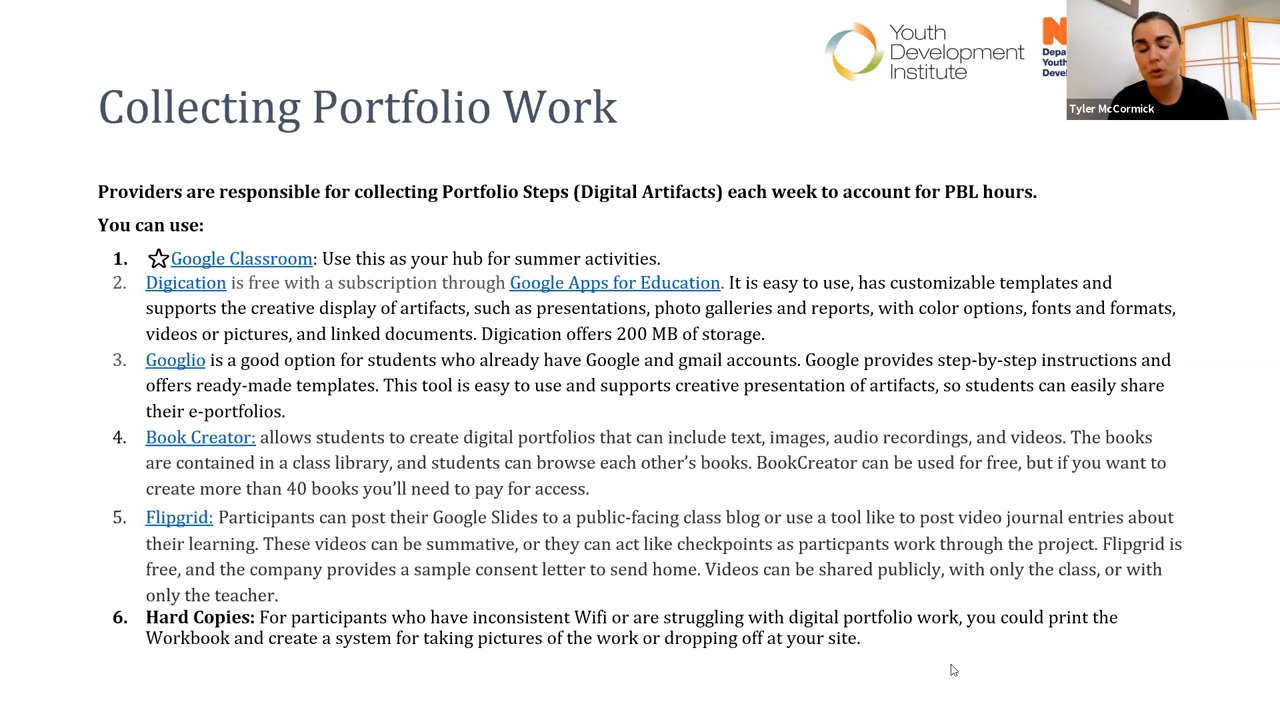 Youth
Development
Institute
N
Depa
Youth
Devel
Tyler McCormick
Collecting Portfolio Work
Providers are responsible for collecting Portfolio Steps (Digital Artifacts) each week to account for PBL hours.
You can use:
1. ☆Google Classroom: Use this as your hub for summer activities.
2. Digication is free with a subscription through Google Apps for Education. It is easy to use, has customizable templates and
supports the creative display of artifacts, such as presentations, photo galleries and reports, with color options, fonts and formats,
videos or pictures, and linked documents. Digication offers 200 MB of storage.
3. Googlio is a good option for students who already have Google and gmail accounts. Google provides step-by-step instructions and
offers ready-made templates. This tool is easy to use and supports creative presentation of artifacts, so students can easily share
their e-portfolios.
4. Book Creator: allows students to create digital portfolios that can include text, images, audio recordings, and videos. The books
are contained in a class library, and students can browse each other’s books. BookCreator can be used for free, but if you want to
create more than 40 books you’ll need to pay for access.
5. Flipgrid: Participants can post their Google Slides to a public-facing class blog or use a tool like to post video journal entries about
their learning. These videos can be summative, or they can act like checkpoints as particpants work through the project. Flipgrid is
free, and the company provides a sample consent letter to send home. Videos can be shared publicly, with only the class, or with
only the teacher.
6. Hard Copies: For participants who have inconsistent Wifi or are struggling with digital portfolio work, you could print the
Workbook and create a system for taking pictures of the work or dropping off at your site.